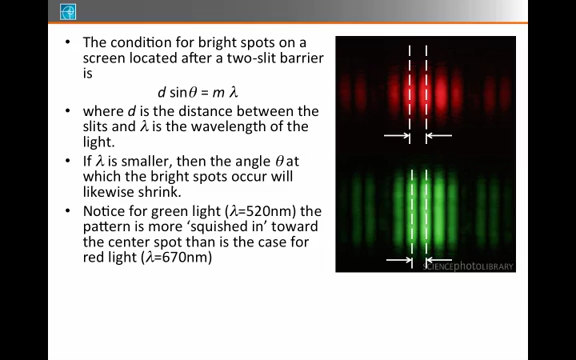 • The condition for bright spots on a
screen located after a two-slit barrier
is
d sinθ = m λ
• where d is the distance between the
slits and λ is the wavelength of the
light.
• If λ is smaller, then the angle θ at
which the bright spots occur will
likewise shrink.
• Notice for green light (λ=520nm) the
pattern is more ‘squished in’ toward
the center spot than is the case for
red light (λ=670nm)
SCIENCEphotoLIBRARY